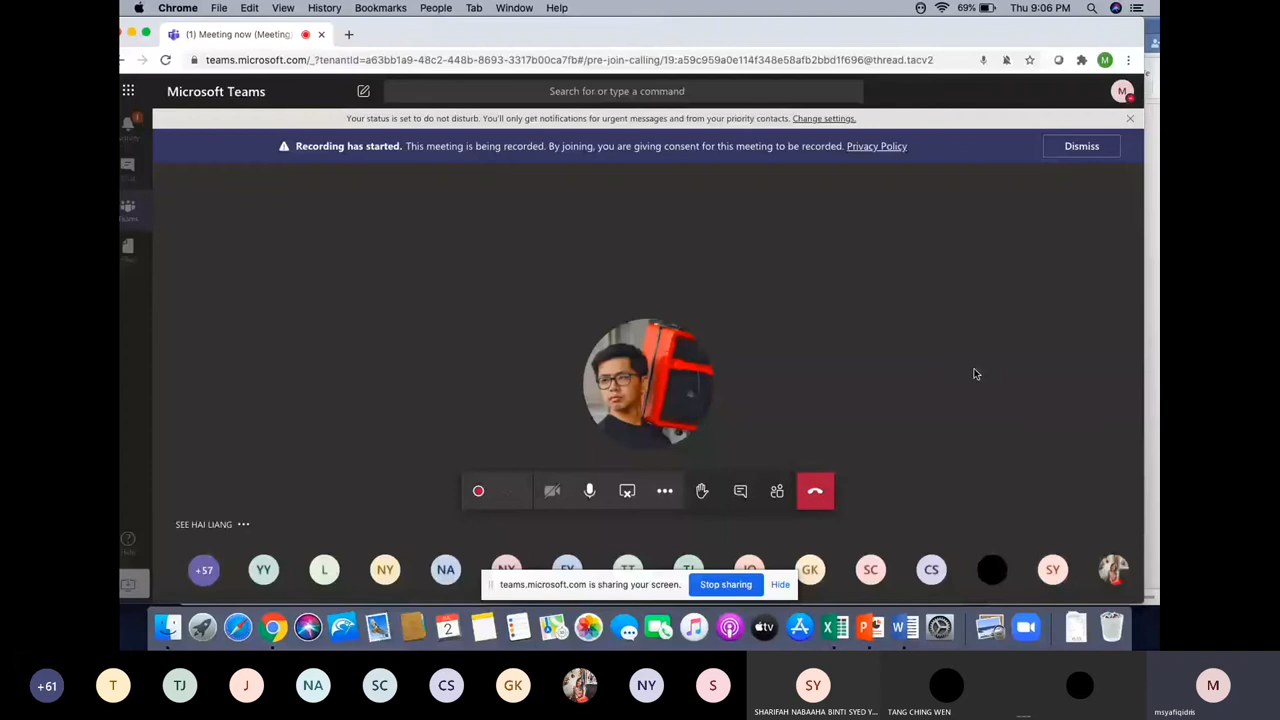 Chrome File Edit View History Bookmarks People Tab Window Help 69% Thu 9:06 PM
(1) Meeting now (Meeting
teams.microsoft.com/_?tenantId=a63bb1a9-48c2-448b-8693-3317b00ca7fb#/pre-join-calling/19:a59c959a0e114f348e58afb2bbd1f696@thread.tacv2 M
Microsoft Teams Search for or type a command M
Your status is set to do not disturb. You'll only get notifications for urgent messages and from your priority contacts. Change settings.
Recording has started. This meeting is being recorded. By joining, you are giving consent for this meeting to be recorded. Privacy Policy Dismiss
Teams
SEE HAI LIANG •••
+57 YY L NY NA GK SC CS SY
teams.microsoft.com is sharing your screen. Stop sharing Hide
+61 T TJ J NA SC CS GK NY S SY M
SHARIFAH NABAAHA BINTI SYED Y... TANG CHING WEN msyafiqidris